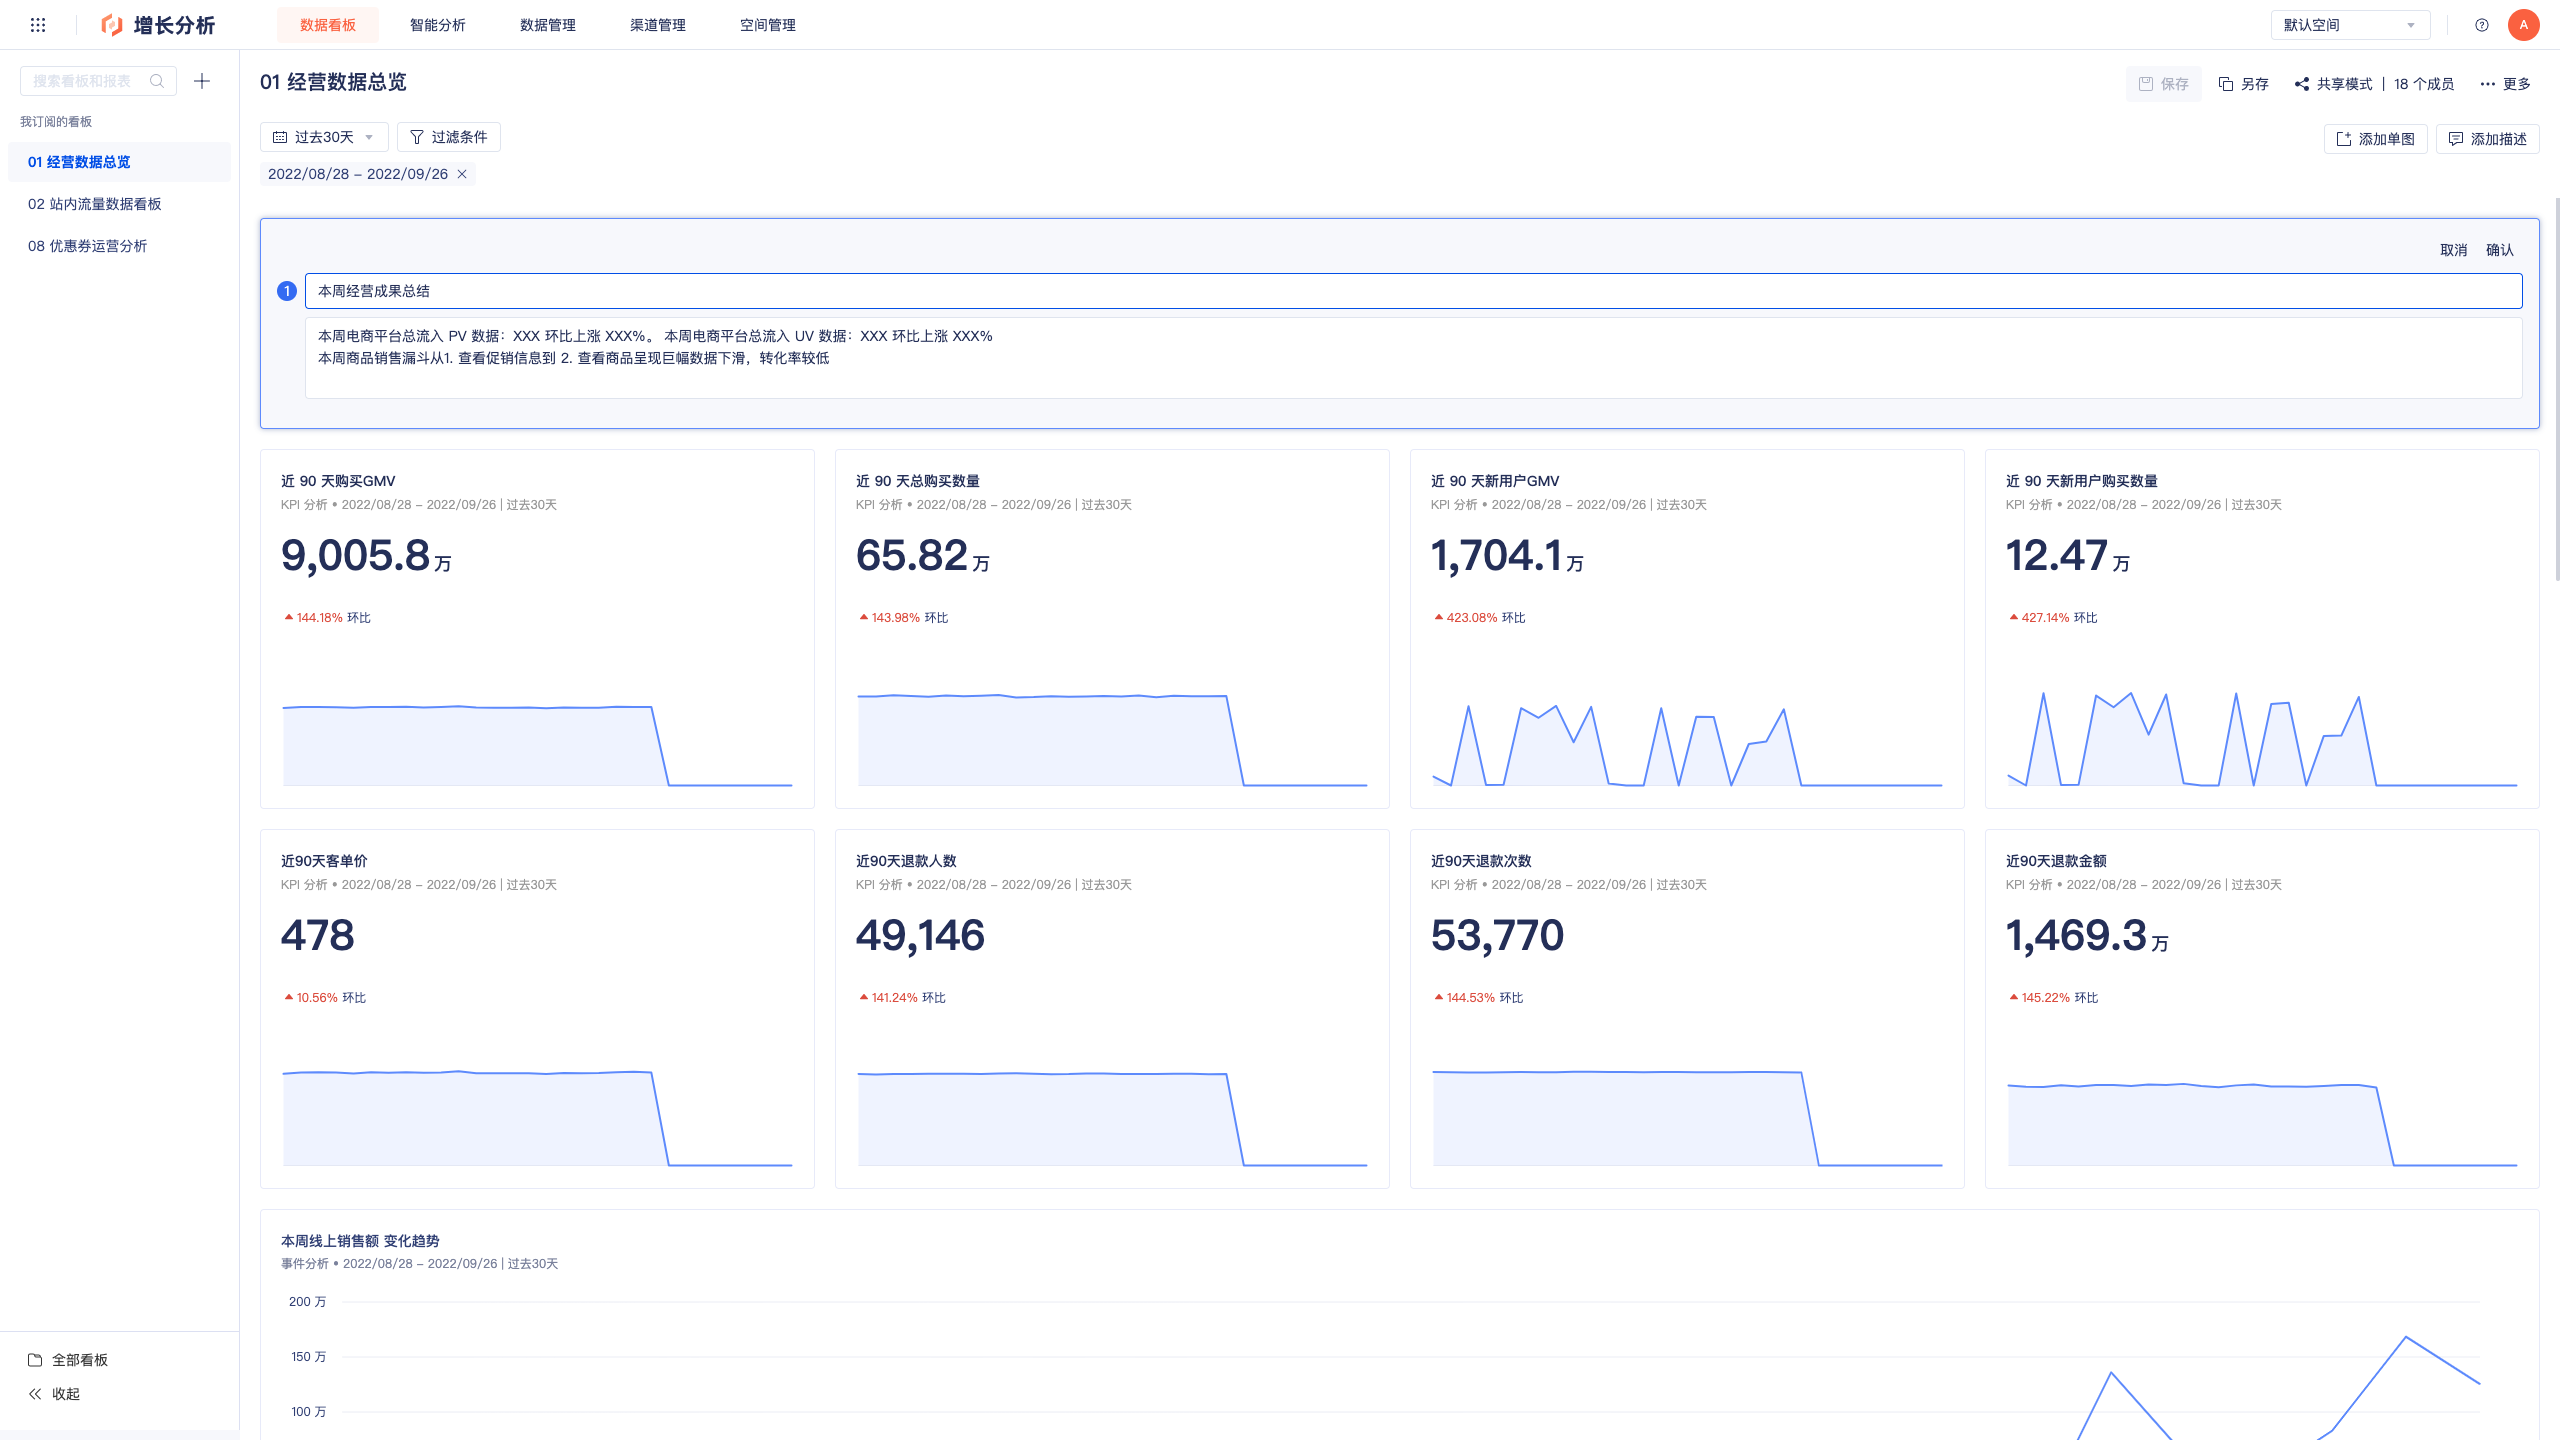 增长分析
数据看板 智能分析 数据管理 渠道管理 空间管理
默认空间
A
搜索看板和报表
我订阅的看板
01 经营数据总览
02 站内流量数据看板
08 优惠券运营分析
全部看板
收起
01 经营数据总览
保存 另存 共享模式 | 18 个成员 更多
过去30天 过滤条件
添加单图 添加描述
2022/08/28 – 2022/09/26
取消 确认
1 本周经营成果总结
本周电商平台总流入 PV 数据：XXX 环比上涨 XXX%。 本周电商平台总流入 UV 数据：XXX 环比上涨 XXX%
本周商品销售漏斗从1. 查看促销信息到 2. 查看商品呈现巨幅数据下滑，转化率较低
近 90 天购买GMV
KPI 分析 • 2022/08/28 – 2022/09/26 | 过去30天
9,005.8 万
144.18% 环比
近 90 天总购买数量
KPI 分析 • 2022/08/28 – 2022/09/26 | 过去30天
65.82 万
143.98% 环比
近 90 天新用户GMV
KPI 分析 • 2022/08/28 – 2022/09/26 | 过去30天
1,704.1 万
423.08% 环比
近 90 天新用户购买数量
KPI 分析 • 2022/08/28 – 2022/09/26 | 过去30天
12.47 万
427.14% 环比
近90天客单价
KPI 分析 • 2022/08/28 – 2022/09/26 | 过去30天
478
10.56% 环比
近90天退款人数
KPI 分析 • 2022/08/28 – 2022/09/26 | 过去30天
49,146
141.24% 环比
近90天退款次数
KPI 分析 • 2022/08/28 – 2022/09/26 | 过去30天
53,770
144.53% 环比
近90天退款金额
KPI 分析 • 2022/08/28 – 2022/09/26 | 过去30天
1,469.3 万
145.22% 环比
本周线上销售额 变化趋势
事件分析 • 2022/08/28 – 2022/09/26 | 过去30天
200 万
150 万
100 万